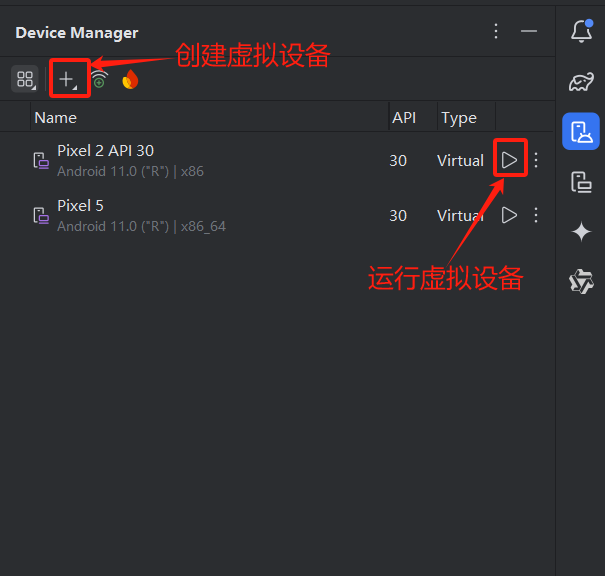 Device Manager
创建虚拟设备
Name API Type
Pixel 2 API 30
Android 11.0 ("R") | x86
30 Virtual
Pixel 5
Android 11.0 ("R") | x86_64
30 Virtual
运行虚拟设备